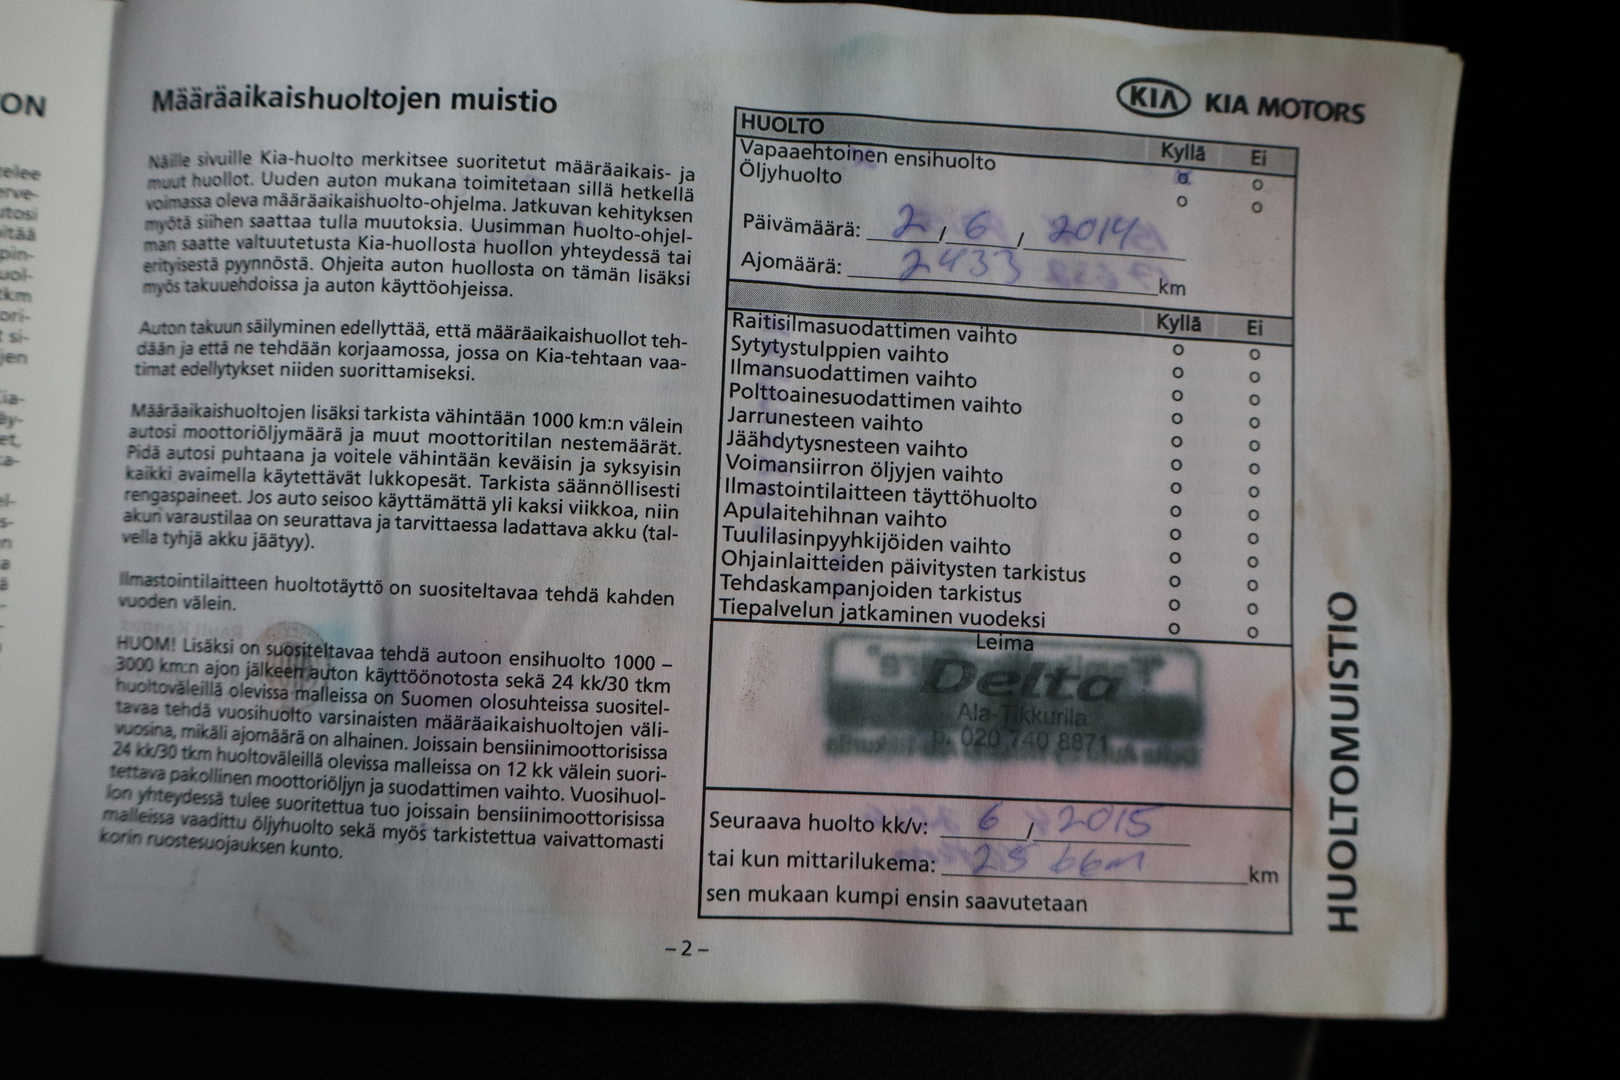 ON
Määräaikaishuoltojen muistio
Näille sivuille Kia-huolto merkitsee suoritetut määräaikais- ja
muut huollot. Uuden auton mukana toimitetaan sillä hetkellä
voimassa oleva määräaikaishuolto-ohjelma. Jatkuvan kehityksen
myötä siihen saattaa tulla muutoksia. Uusimman huolto-ohjel-
man saatte valtuutetusta Kia-huollosta huollon yhteydessä tai
erityisestä pyynnöstä. Ohjeita auton huollosta on tämän lisäksi
myös takuuehdoissa ja auton käyttöohjeissa.
Auton takuun säilyminen edellyttää, että määräaikaishuollot teh-
dään ja että ne tehdään korjaamossa, jossa on Kia-tehtaan vaa-
timat edellytykset niiden suorittamiseksi.
Määräaikaishuoltojen lisäksi tarkista vähintään 1000 km:n välein
autosi moottoriöljymäärä ja muut moottoritilan nestemäärät.
Pidä autosi puhtaana ja voitele vähintään keväisin ja syksyisin
kaikki avaimella käytettävät lukkopesät. Tarkista säännöllisesti
rengaspaineet. Jos auto seisoo käyttämättä yli kaksi viikkoa, niin
akun varaustilaa on seurattava ja tarvittaessa ladattava akku (tal-
vella tyhjä akku jäätyy).
Ilmastointilaitteen huoltotäyttö on suositeltavaa tehdä kahden
vuoden välein.
HUOM! Lisäksi on suositeltavaa tehdä autoon ensihuolto 1000 –
3000 km:n ajon jälkeen auton käyttöönotosta sekä 24 kk/30 tkm
huoltoväleillä olevissa malleissa on Suomen olosuhteissa suositel-
tavaa tehdä vuosihuolto varsinaisten määräaikaishuoltojen väli-
vuosina, mikäli ajomäärä on alhainen. Joissain bensiinimoottorisissa
24 kk/30 tkm huoltoväleillä olevissa malleissa on 12 kk välein suori-
tettava pakollinen moottoriöljyn ja suodattimen vaihto. Vuosihuol-
lon yhteydessä tulee suoritettua tuo joissain bensiinimoottorisissa
malleissa vaadittu öljyhuolto sekä myös tarkistettua vaivattomasti
korin ruostesuojauksen kunto.
KIA KIA MOTORS
HUOLTO Kyllä Ei
Vapaaehtoinen ensihuolto o o
Öljyhuolto o o
Päivämäärä: 2 / 6 / 2014
Ajomäärä: 2433 km
Kyllä Ei
Raitisilmasuodattimen vaihto o o
Sytytystulppien vaihto o o
Ilmansuodattimen vaihto o o
Polttoainesuodattimen vaihto o o
Jarrunesteen vaihto o o
Jäähdytysnesteen vaihto o o
Voimansiirron öljyjen vaihto o o
Ilmastointilaitteen täyttöhuolto o o
Apulaitehihnan vaihto o o
Tuulilasinpyyhkijöiden vaihto o o
Ohjainlaitteiden päivitysten tarkistus o o
Tehdaskampanjoiden tarkistus o o
Tiepalvelun jatkaminen vuodeksi o o
Leima
Delta
Ala-Tikkurila
P. 020 740 8871
Seuraava huolto kk/v: 6 / 2015
tai kun mittarilukema: km
sen mukaan kumpi ensin saavutetaan
HUOLTOMUISTIO
– 2 –